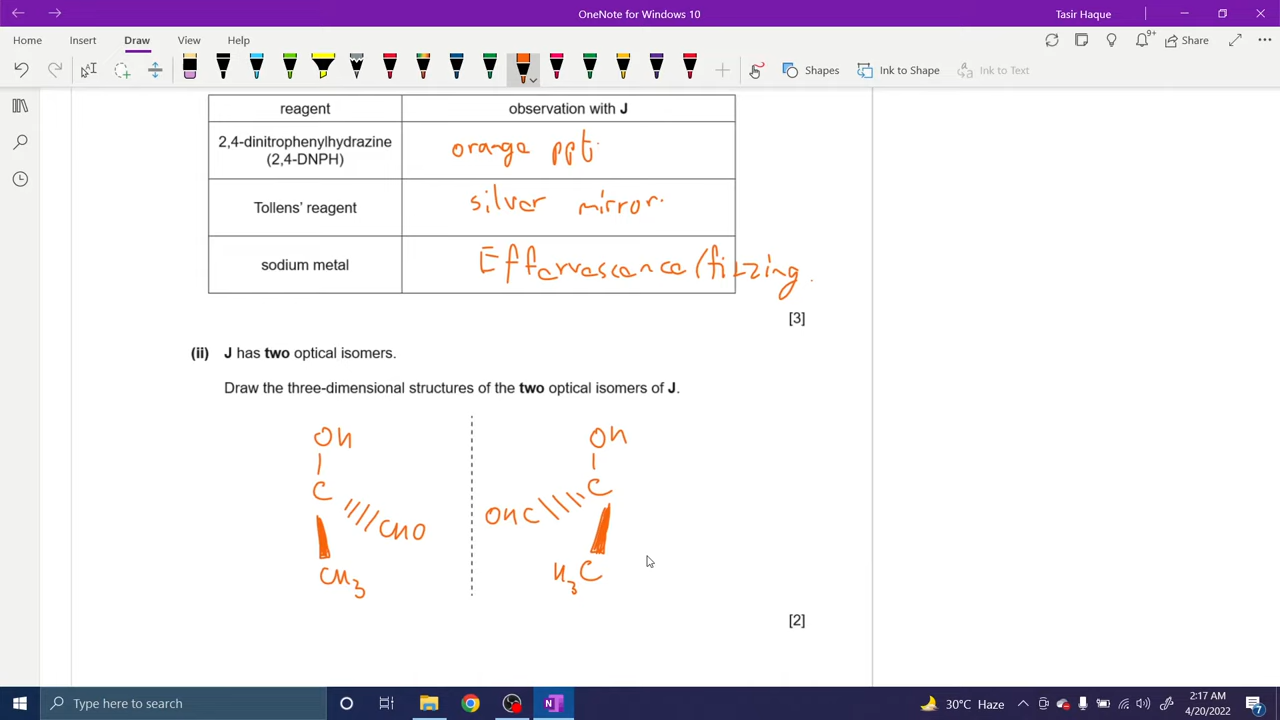 OneNote for Windows 10
Tasir Haque
Home Insert Draw View Help
9+ Share
Shapes Ink to Shape Ink to Text
reagent observation with J
2,4-dinitrophenylhydrazine
(2,4-DNPH)
orange ppt.
Tollens' reagent silver mirror.
sodium metal Effervescence/fizzing.
[3]
(ii) J has two optical isomers.
Draw the three-dimensional structures of the two optical isomers of J.
OH OH
C C
CHO OHC
CH3 H3C
[2]
Type here to search
30°C Haze
2:17 AM
4/20/2022
7